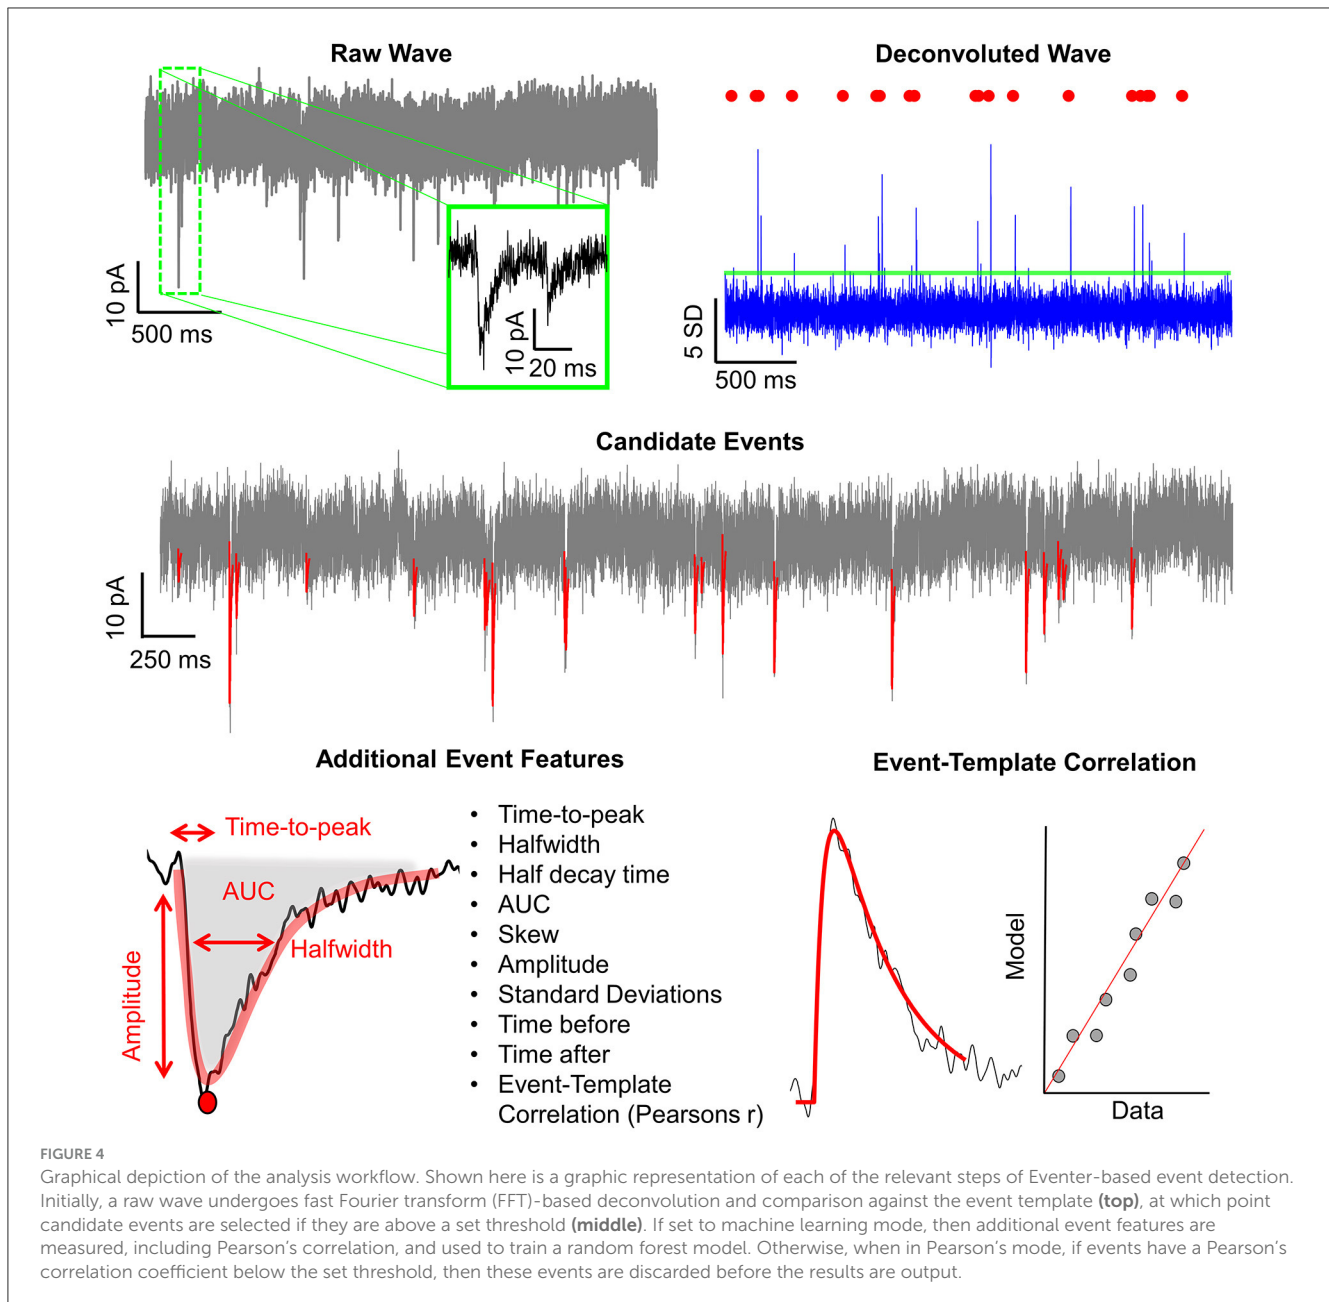 Raw Wave
10 pA
500 ms
10 pA
20 ms
Deconvoluted Wave
5 SD
500 ms
Candidate Events
10 pA
250 ms
Additional Event Features
Time-to-peak
AUC
Halfwidth
Amplitude
• Time-to-peak
• Halfwidth
• Half decay time
• AUC
• Skew
• Amplitude
• Standard Deviations
• Time before
• Time after
• Event-Template
Correlation (Pearsons r)
Event-Template Correlation
Model
Data
FIGURE 4
Graphical depiction of the analysis workflow. Shown here is a graphic representation of each of the relevant steps of Eventer-based event detection.
Initially, a raw wave undergoes fast Fourier transform (FFT)-based deconvolution and comparison against the event template (top), at which point
candidate events are selected if they are above a set threshold (middle). If set to machine learning mode, then additional event features are
measured, including Pearson's correlation, and used to train a random forest model. Otherwise, when in Pearson's mode, if events have a Pearson's
correlation coefficient below the set threshold, then these events are discarded before the results are output.